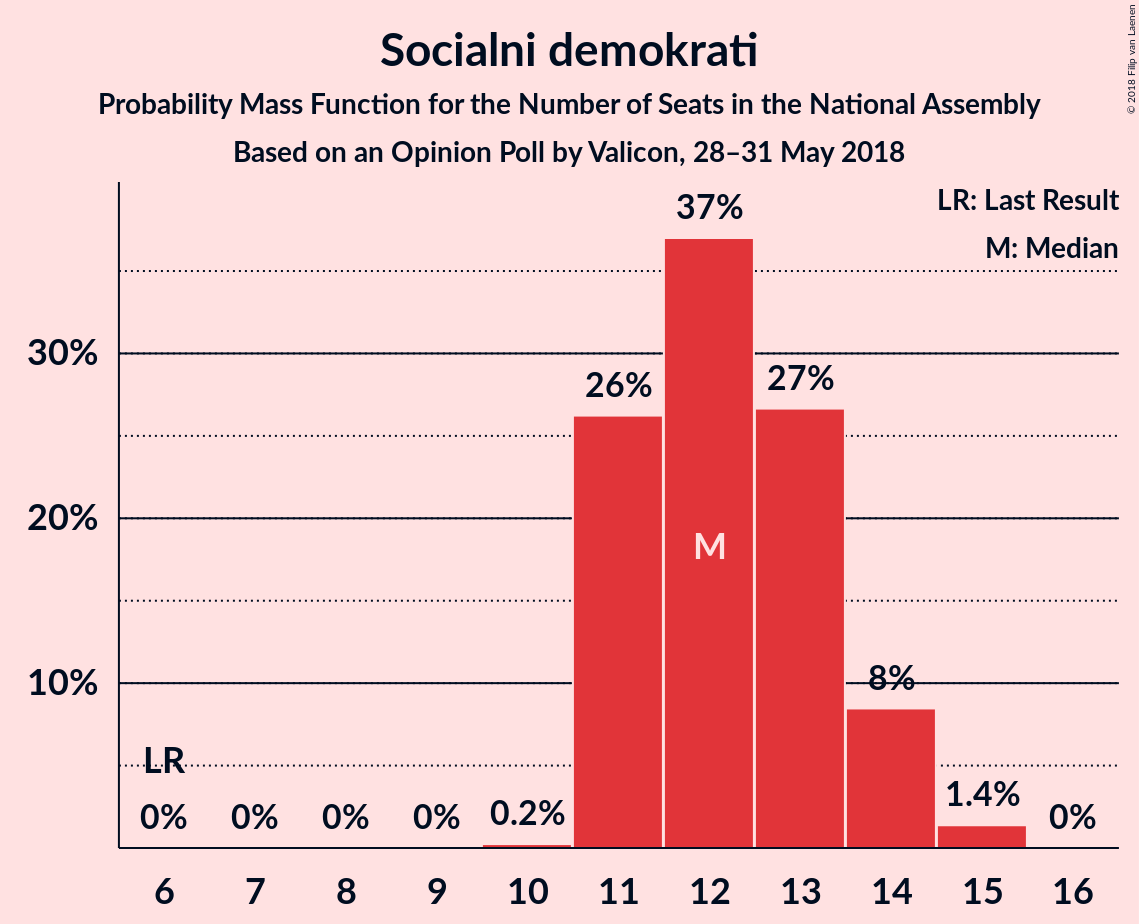 Socialni demokrati
Probability Mass Function for the Number of Seats in the National Assembly
Based on an Opinion Poll by Valicon, 28–31 May 2018
© 2018 Filip van Laenen
LR: Last Result
M: Median
37%
30%
27%
26%
20%
M
10%
8%
LR
1.4%
0% 0% 0% 0% 0.2% 0%
6 7 8 9 10 11 12 13 14 15 16